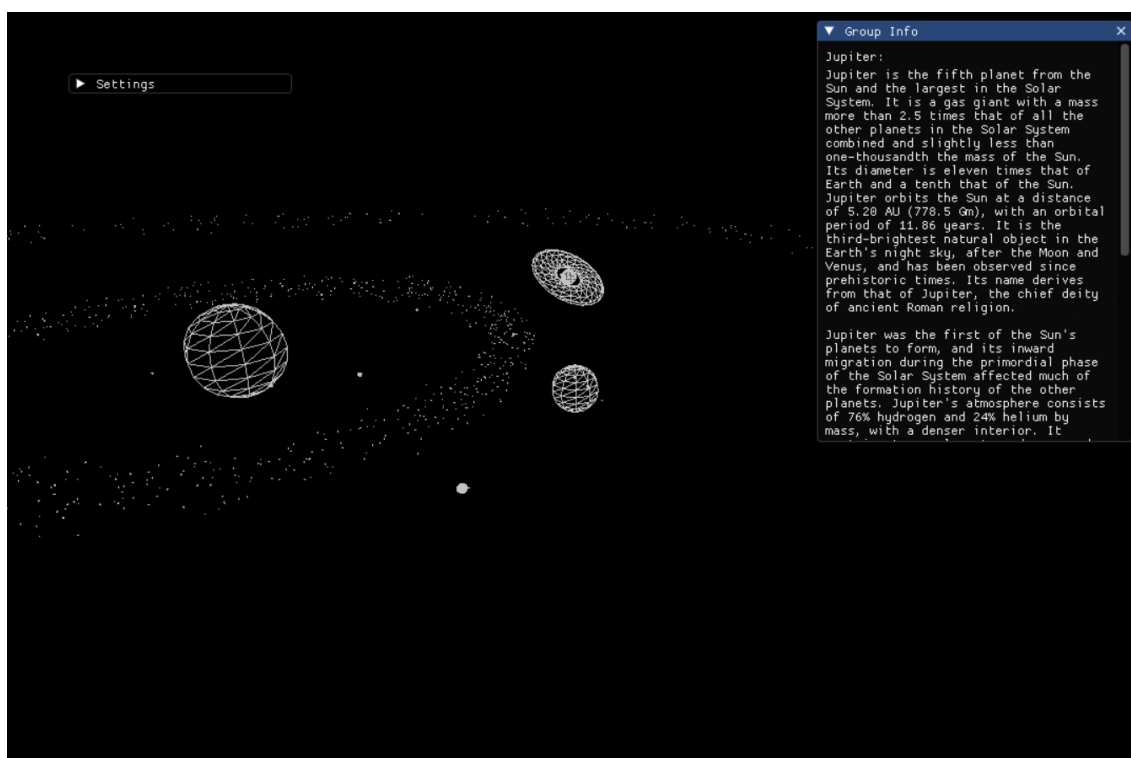 Settings
Group Info
Jupiter:
Jupiter is the fifth planet from the
Sun and the largest in the Solar
System. It is a gas giant with a mass
more than 2.5 times that of all the
other planets in the Solar System
combined and slightly less than
one-thousandth the mass of the Sun.
Its diameter is eleven times that of
Earth and a tenth that of the Sun.
Jupiter orbits the Sun at a distance
of 5.20 AU (778.5 Gm), with an orbital
period of 11.86 years. It is the
third-brightest natural object in the
Earth's night sky, after the Moon and
Venus, and has been observed since
prehistoric times. Its name derives
from that of Jupiter, the chief deity
of ancient Roman religion.
Jupiter was the first of the Sun's
planets to form, and its inward
migration during the primordial phase
of the Solar System affected much of
the formation history of the other
planets. Jupiter's atmosphere consists
of 76% hydrogen and 24% helium by
mass, with a denser interior. It